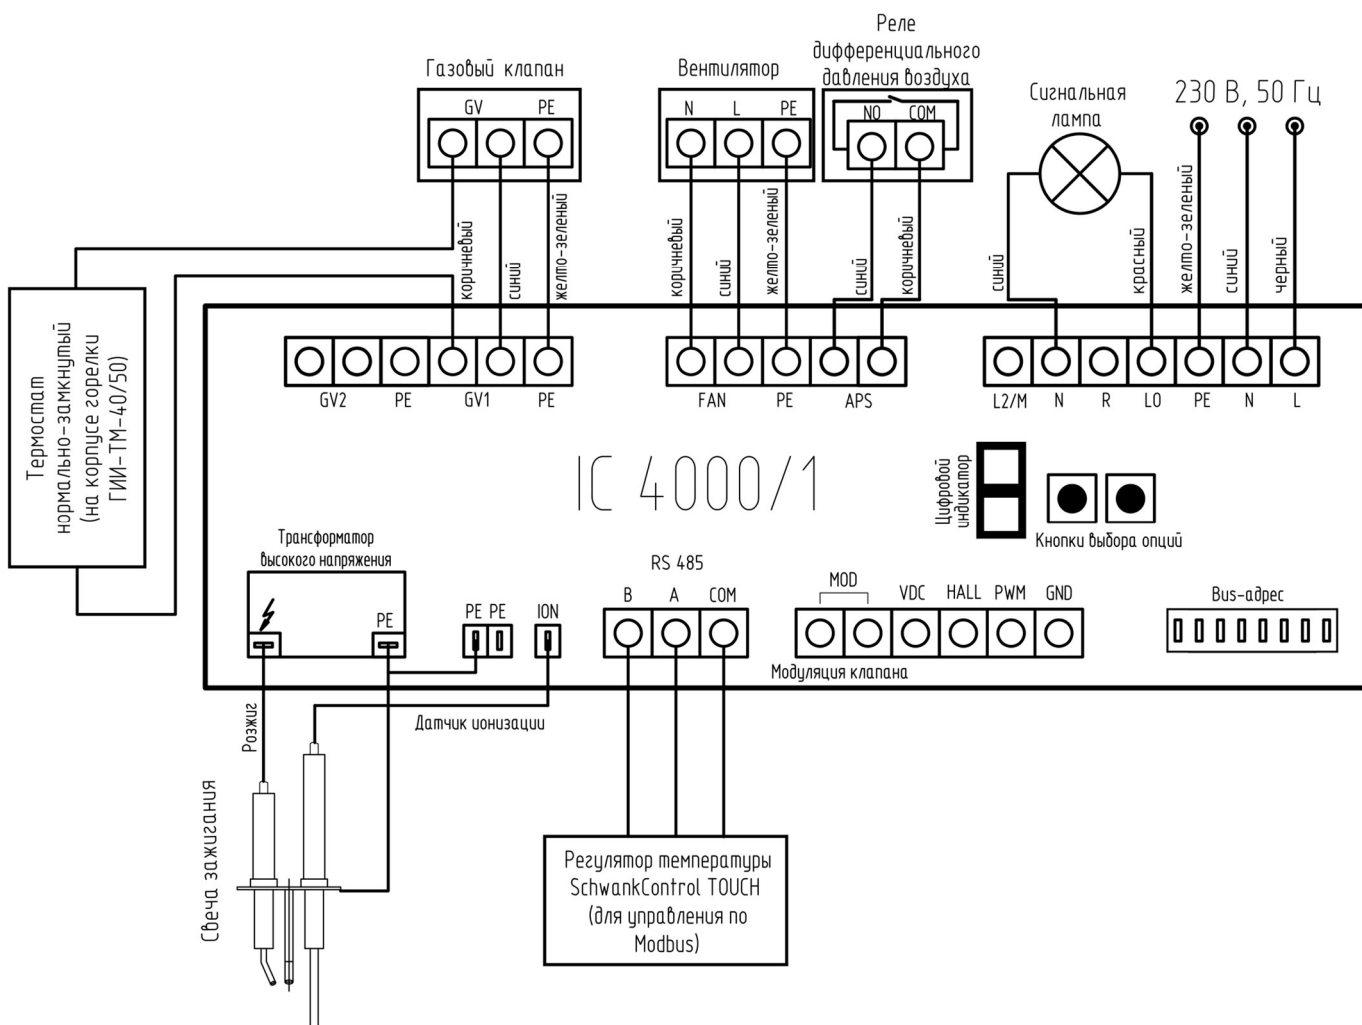 Реле
дифференциального
давления воздуха
Газовый клапан
Вентилятор
Сигнальная
лампа
230 В, 50 Гц
GV PE
N L PE
NO COM
коричневый
синий
желто-зеленый
коричневый
синий
желто-зеленый
синий
коричневый
синий
красный
желто-зеленый
синий
черный
Термостат
нормально-замкнутый
(на корпусе горелки
ГИИ-ТМ-40/50)
GV2 PE GV1 PE
FAN PE APS
L2/M N R LO PE N L
IC 4000/1
Цифровой
индикатор
Кнопки выбора опций
Трансформатор
высокого напряжения
PE
PE PE
ION
RS 485
B A COM
MOD VDC HALL PWM GND
Модуляция клапана
Bus-адрес
Розжиг
Датчик ионизации
Свеча зажигания
Регулятор температуры
SchwankControl TOUCH
(для управления по
Modbus)